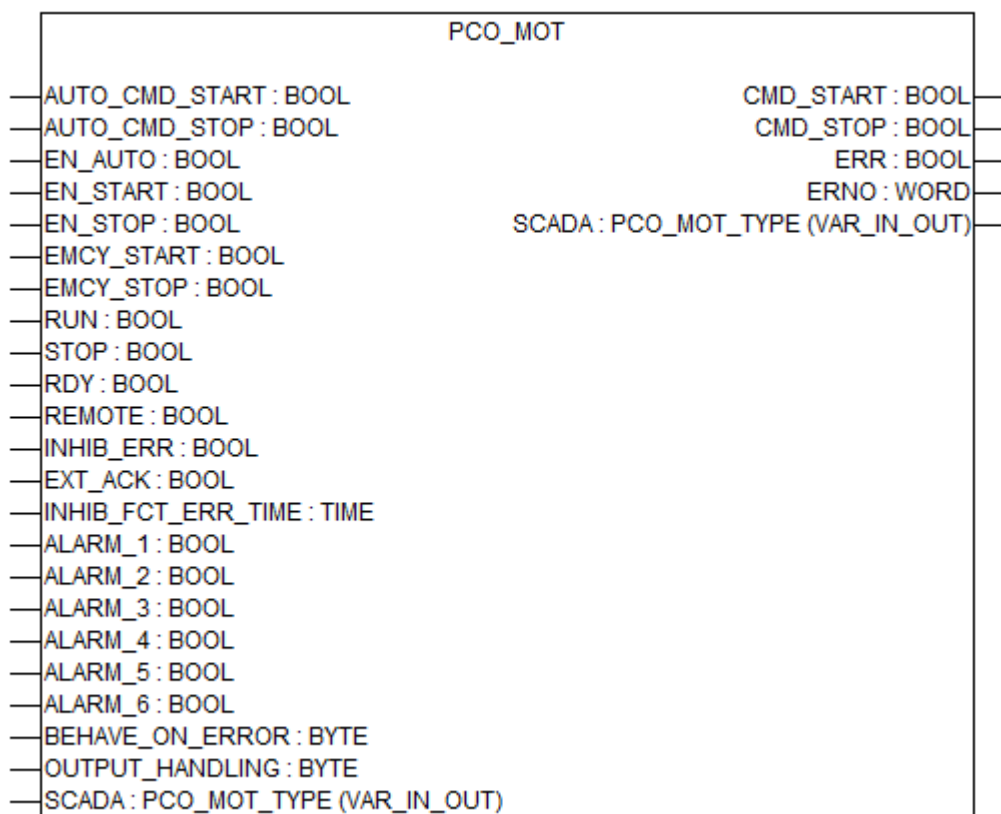 PCO_MOT
AUTO_CMD_START : BOOL CMD_START : BOOL
AUTO_CMD_STOP : BOOL CMD_STOP : BOOL
EN_AUTO : BOOL ERR : BOOL
EN_START : BOOL ERNO : WORD
EN_STOP : BOOL SCADA : PCO_MOT_TYPE (VAR_IN_OUT)
EMCY_START : BOOL
EMCY_STOP : BOOL
RUN : BOOL
STOP : BOOL
RDY : BOOL
REMOTE : BOOL
INHIB_ERR : BOOL
EXT_ACK : BOOL
INHIB_FCT_ERR_TIME : TIME
ALARM_1 : BOOL
ALARM_2 : BOOL
ALARM_3 : BOOL
ALARM_4 : BOOL
ALARM_5 : BOOL
ALARM_6 : BOOL
BEHAVE_ON_ERROR : BYTE
OUTPUT_HANDLING : BYTE
SCADA : PCO_MOT_TYPE (VAR_IN_OUT)